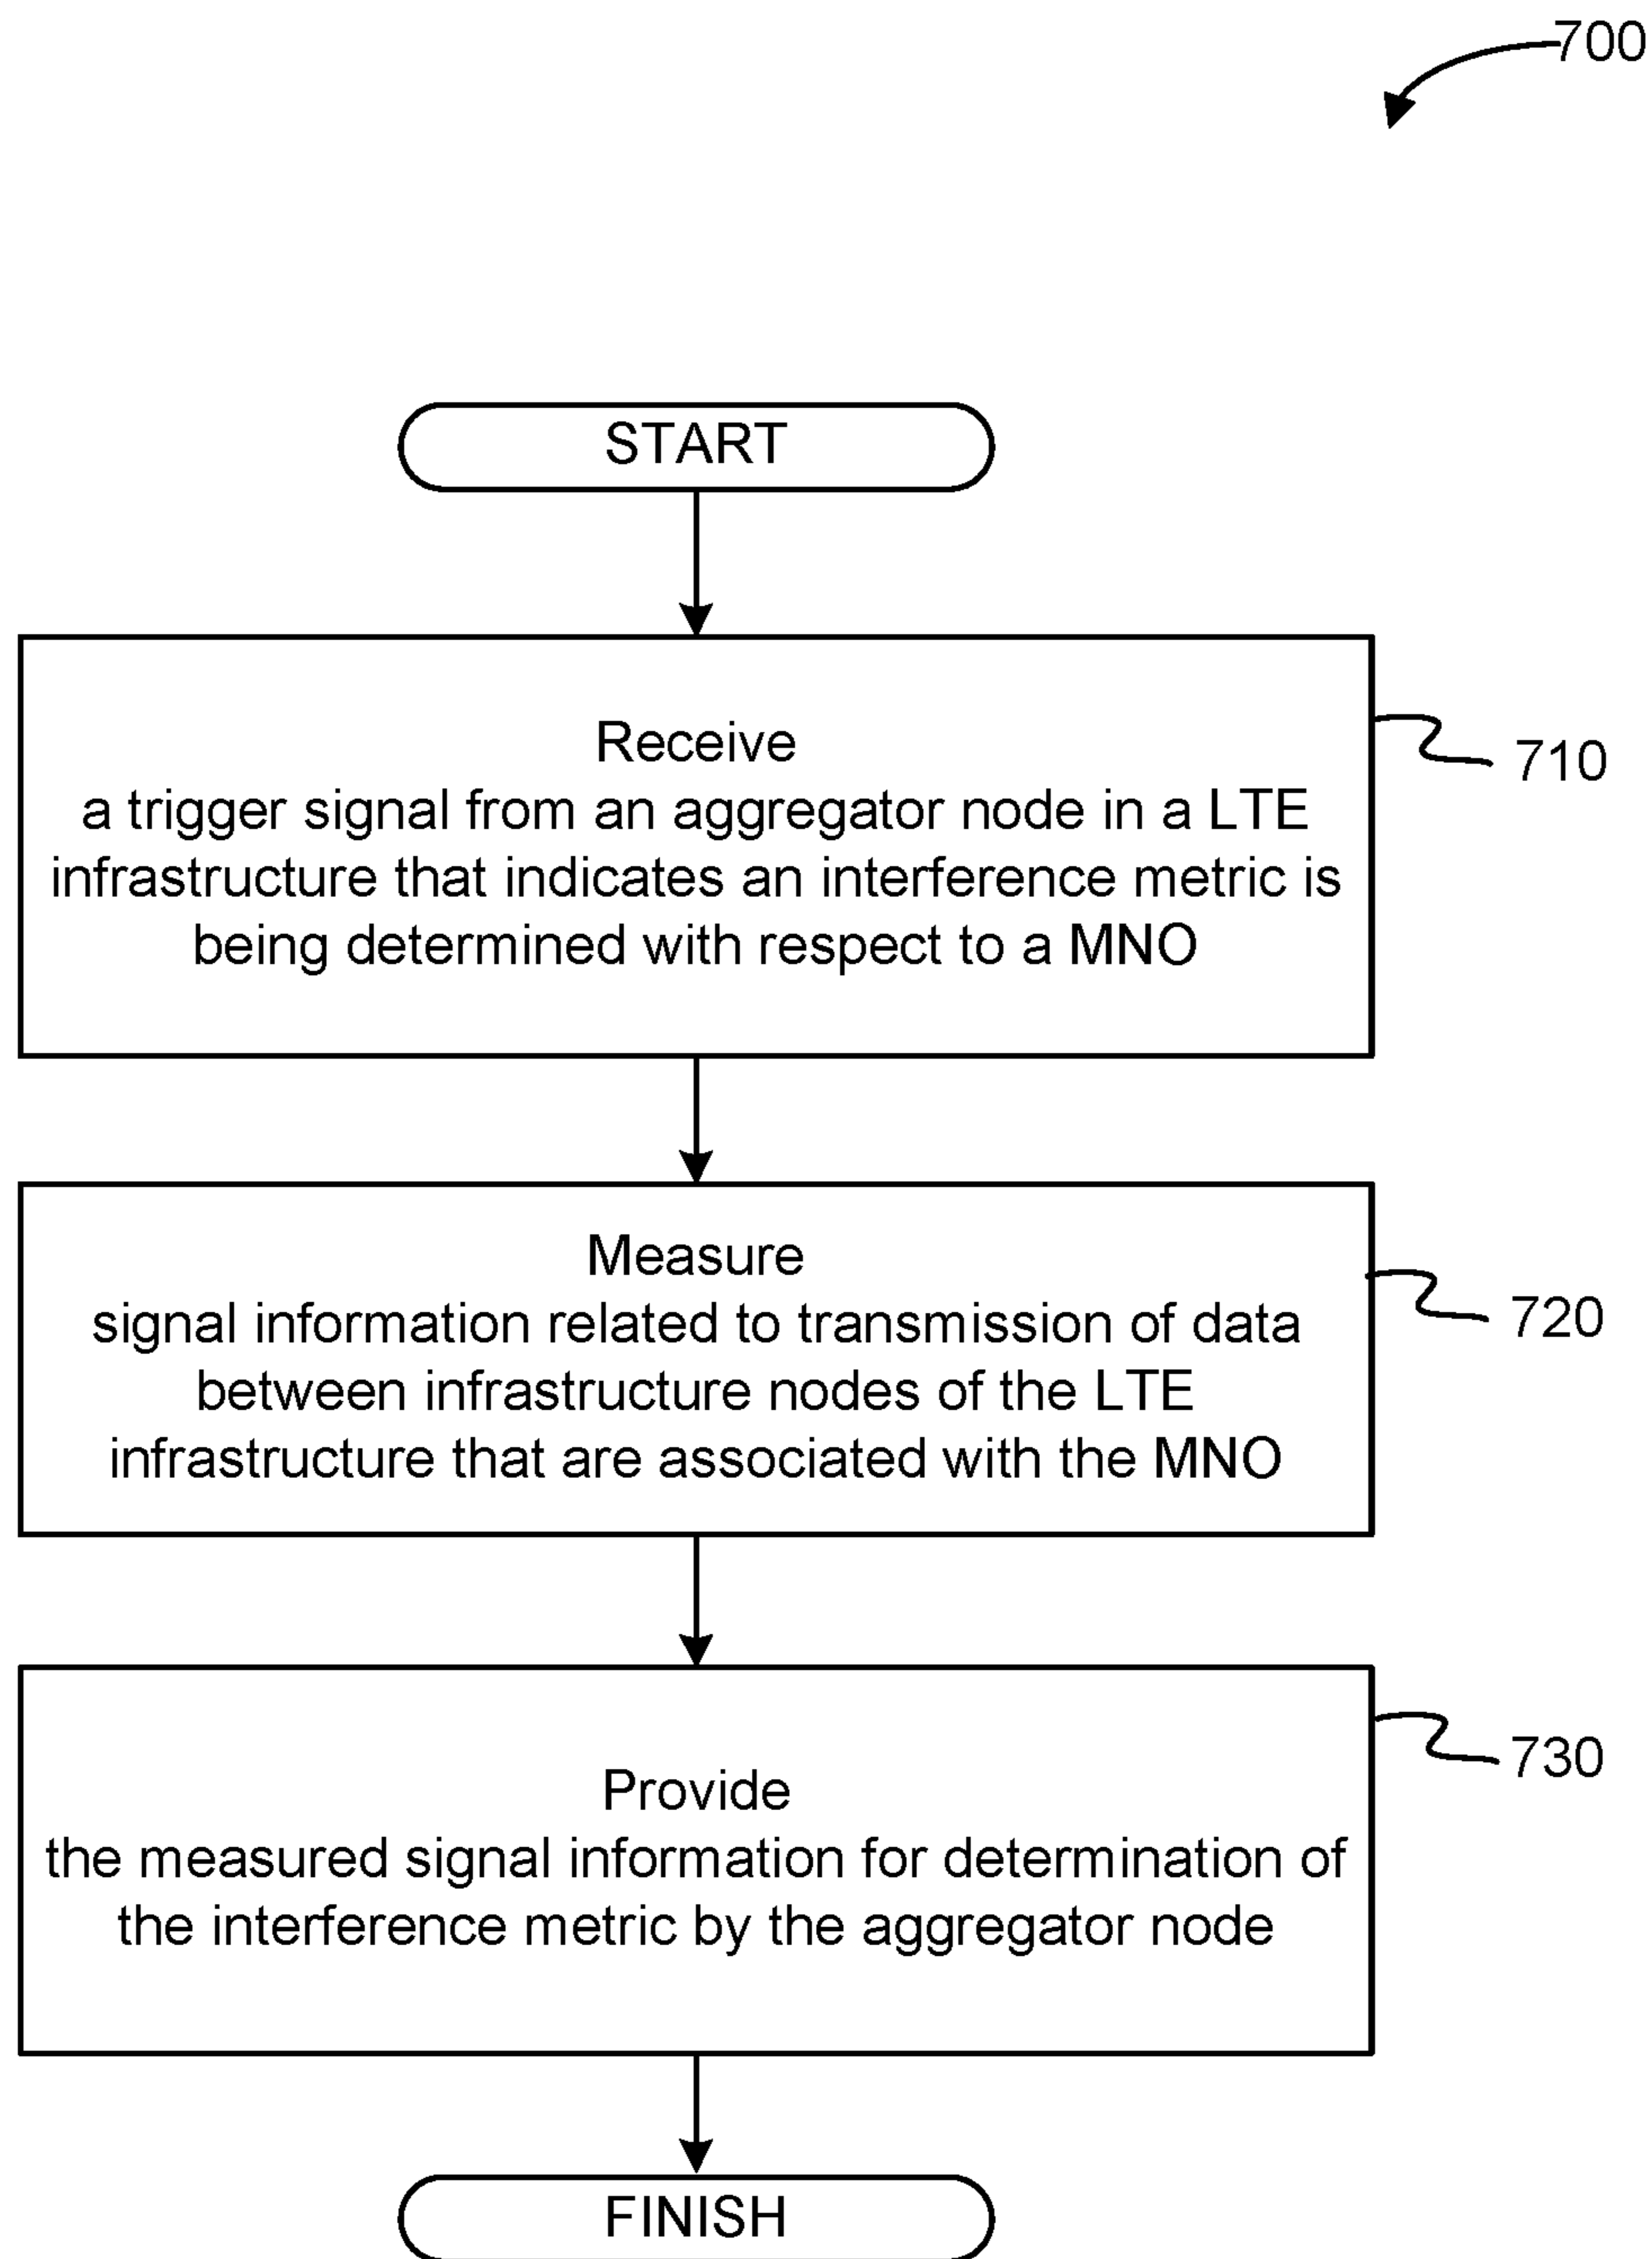 700
START
Receive
a trigger signal from an aggregator node in a LTE
infrastructure that indicates an interference metric is
being determined with respect to a MNO
710
Measure
signal information related to transmission of data
between infrastructure nodes of the LTE
infrastructure that are associated with the MNO
720
Provide
the measured signal information for determination of
the interference metric by the aggregator node
730
FINISH